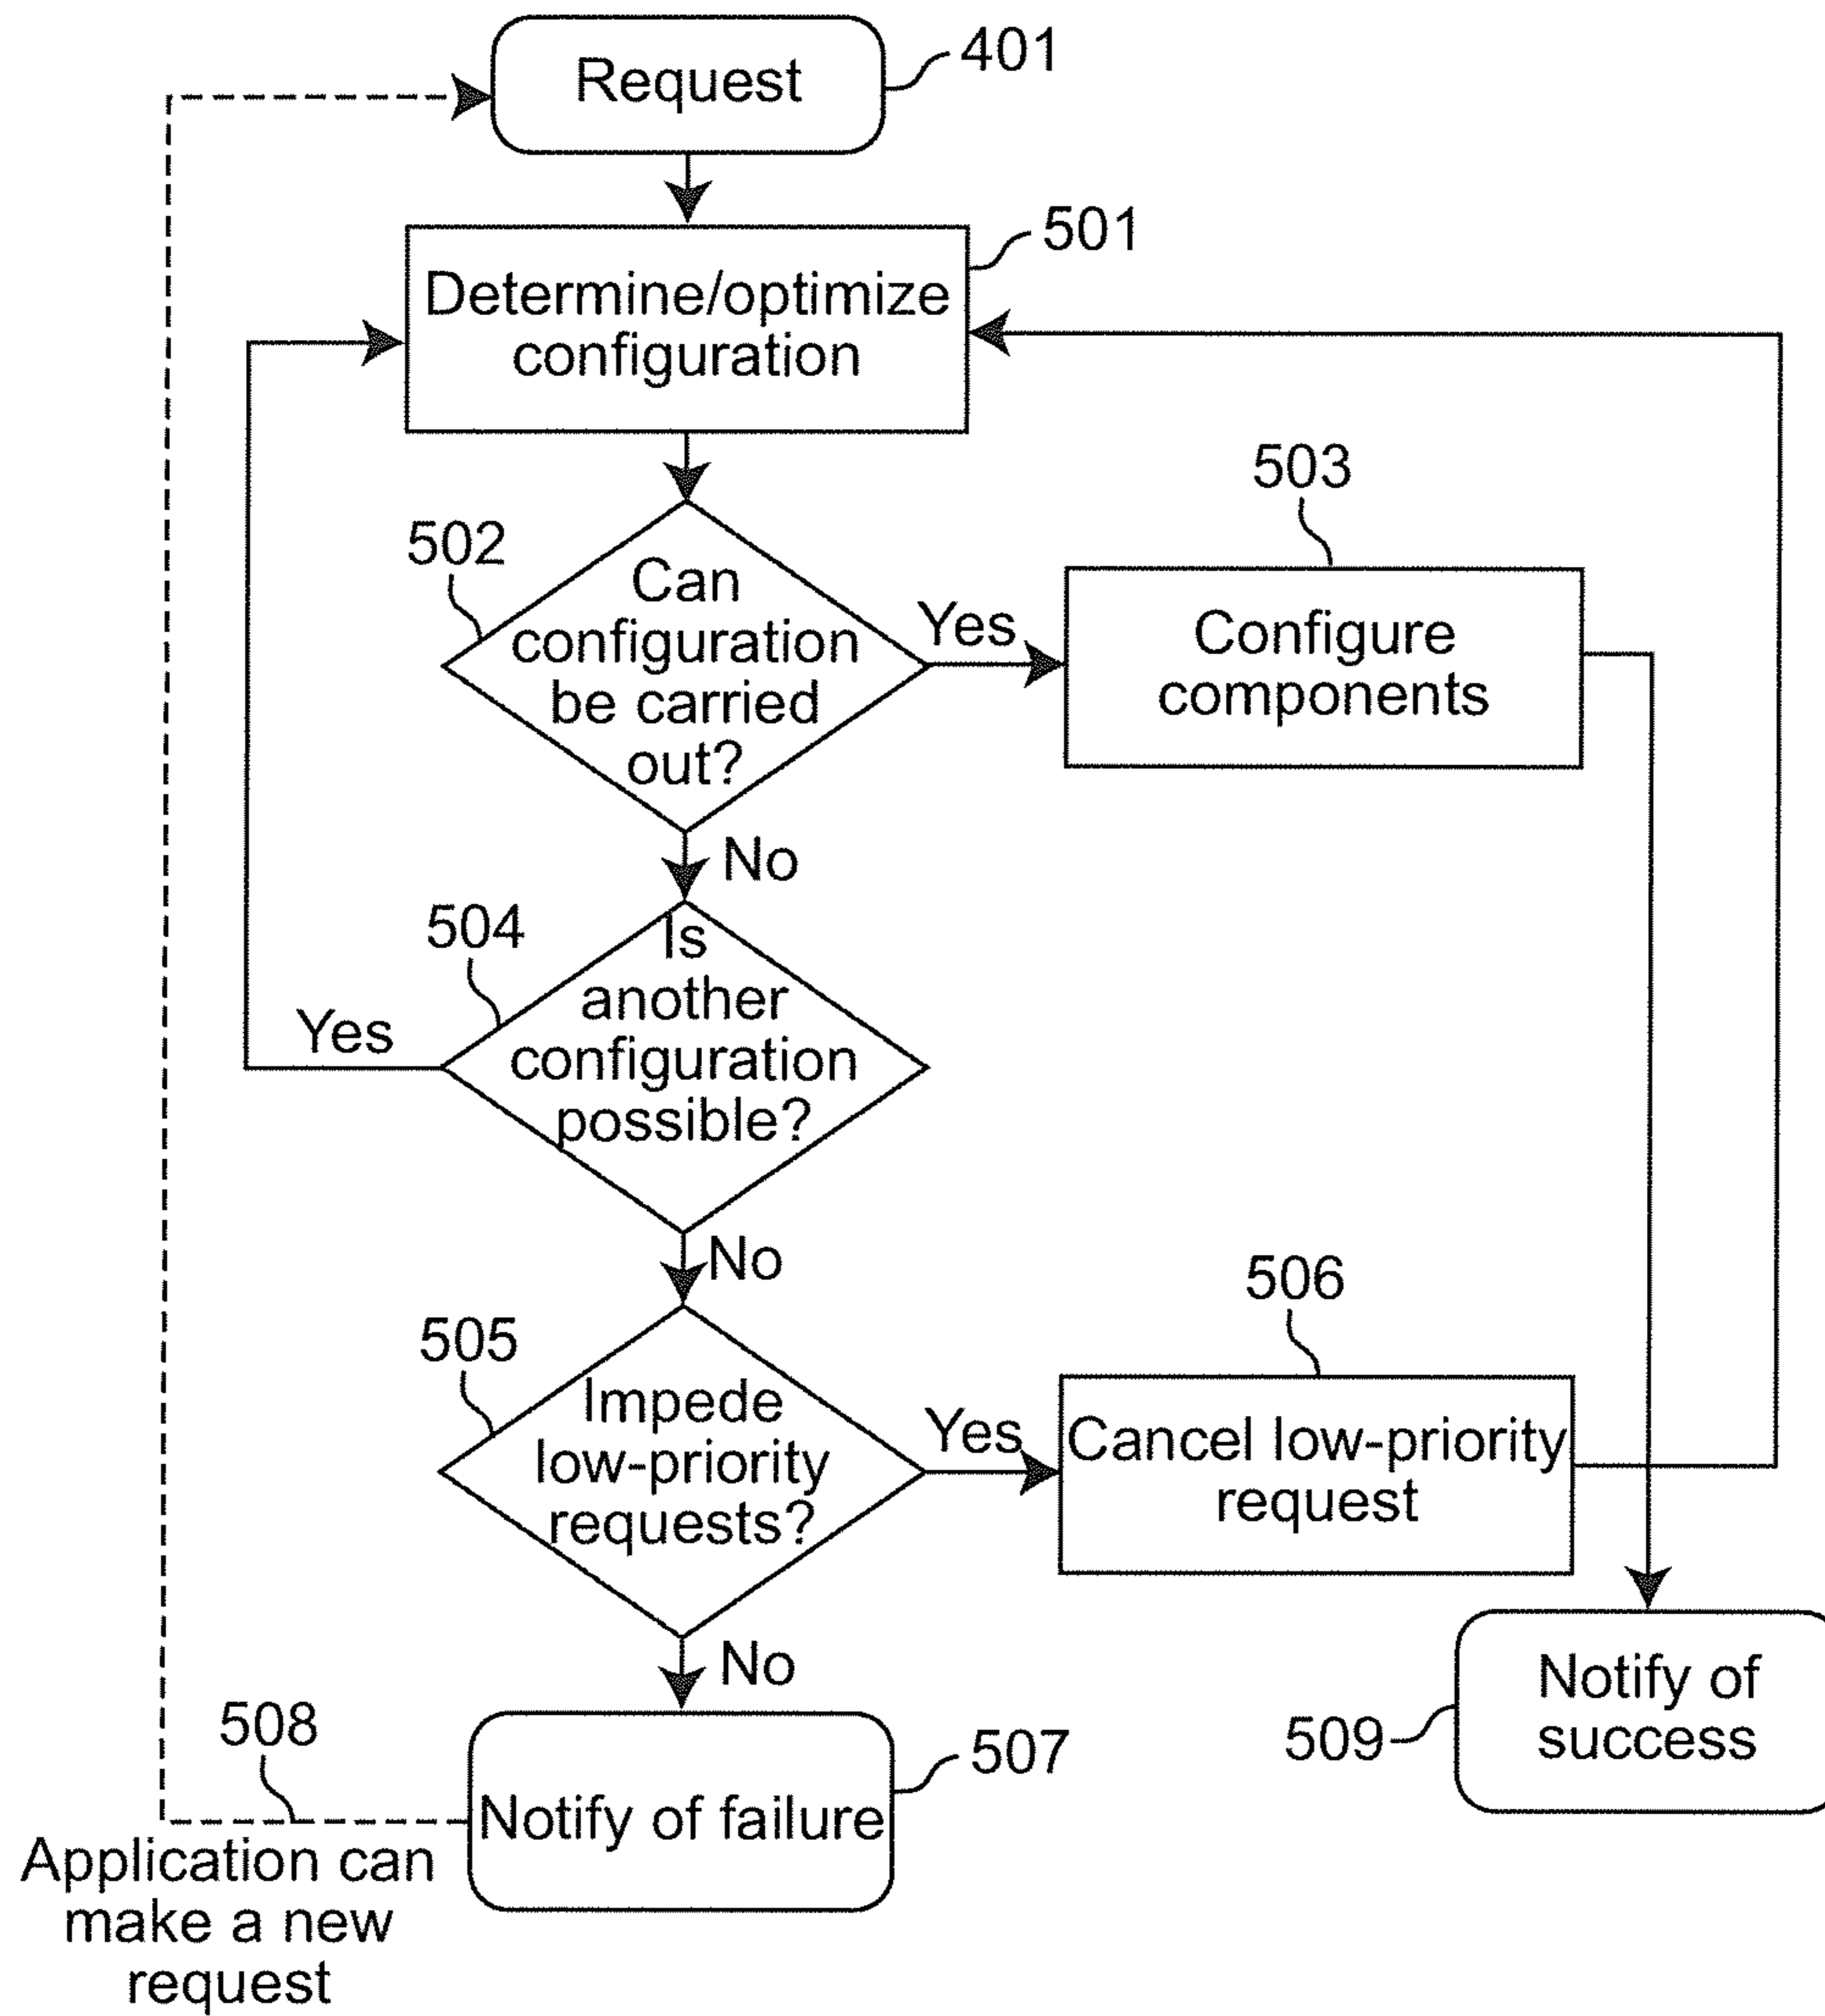 Request
401
501
Determine/optimize
configuration
503
502
Can
configuration
be carried
out?
Yes
Configure
components
No
504
Is
another
configuration
possible?
Yes
No
506
505
Impede
low-priority
requests?
Yes
Cancel low-priority
request
No
Notify of
success
509
508
507
Notify of failure
Application can
make a new
request